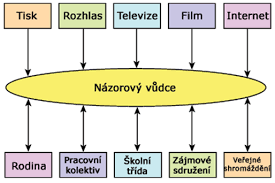 Tisk Rozhlas Televize Film Internet
Názorový vůdce
Rodina Pracovní kolektiv Školní třída Zájmové sdružení Veřejné shromáždění